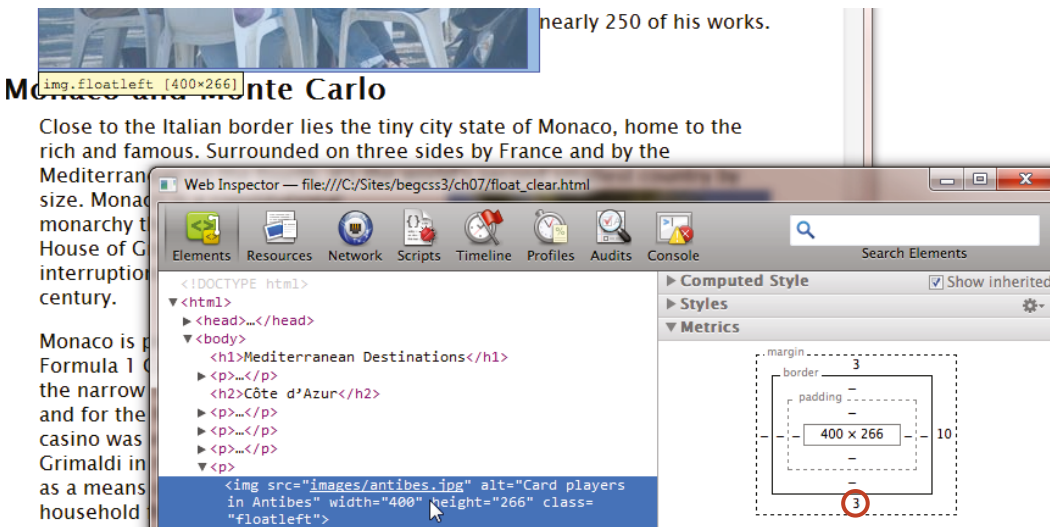 nearly 250 of his works.
img.floatleft [400×266]
Monaco and Monte Carlo
Close to the Italian border lies the tiny city state of Monaco, home to the
rich and famous. Surrounded on three sides by France and by the
size. Monac
monarchy t
House of G
interruption
century.
Monaco is p
Formula 1
the narrow
and for the
casino was
Grimaldi in
as a means
household
Web Inspector — file:///C:/Sites/begcss3/ch07/float_clear.html
Elements Resources Network Scripts Timeline Profiles Audits Console
Search Elements
<!DOCTYPE html>
▼<html>
▶<head>…</head>
▼<body>
<h1>Mediterranean Destinations</h1>
▶<p>…</p>
<h2>Côte d’Azur</h2>
▶<p>…</p>
▶<p>…</p>
▶<p>…</p>
▼<p>
<img src="images/antibes.jpg" alt="Card players
in Antibes" width="400" height="266" class=
"floatleft">
▶ Computed Style
Show inherited
▶ Styles
▼ Metrics
margin
3
border
–
padding
–
– – – 400 × 266 – – 10
–
–
3